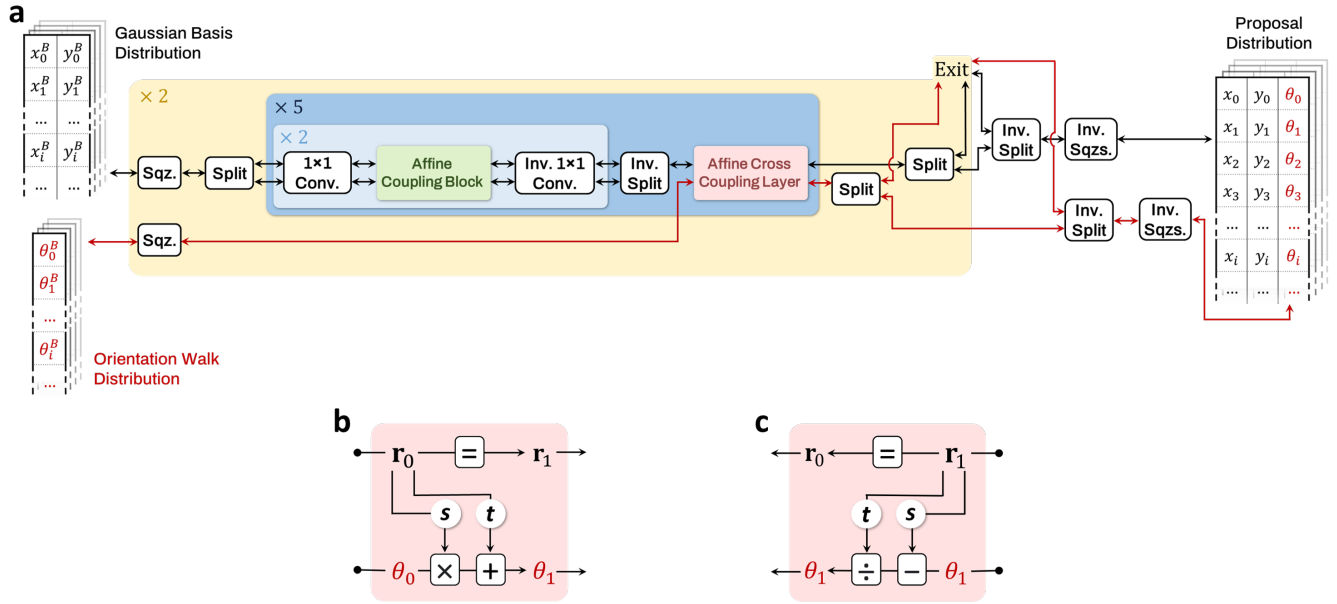 a
Gaussian Basis
Distribution
x_0^B y_0^B
x_1^B y_1^B
... ...
x_i^B y_i^B
... ...
θ_0^B
θ_1^B
...
θ_i^B
...
Orientation Walk
Distribution
× 2
× 5
× 2
Sqz.
Split
1×1
Conv.
Affine
Coupling Block
Inv. 1×1
Conv.
Inv.
Split
Affine Cross
Coupling Layer
Split
Split
Exit
Sqz.
Inv.
Split
Inv.
Sqzs.
Inv.
Split
Inv.
Sqzs.
Proposal
Distribution
x_0 y_0 θ_0
x_1 y_1 θ_1
x_2 y_2 θ_2
x_3 y_3 θ_3
... ... ...
x_i y_i θ_i
... ... ...
b
r_0 = r_1
s t
θ_0 × + θ_1
c
r_0 = r_1
t s
θ_1 ÷ − θ_1